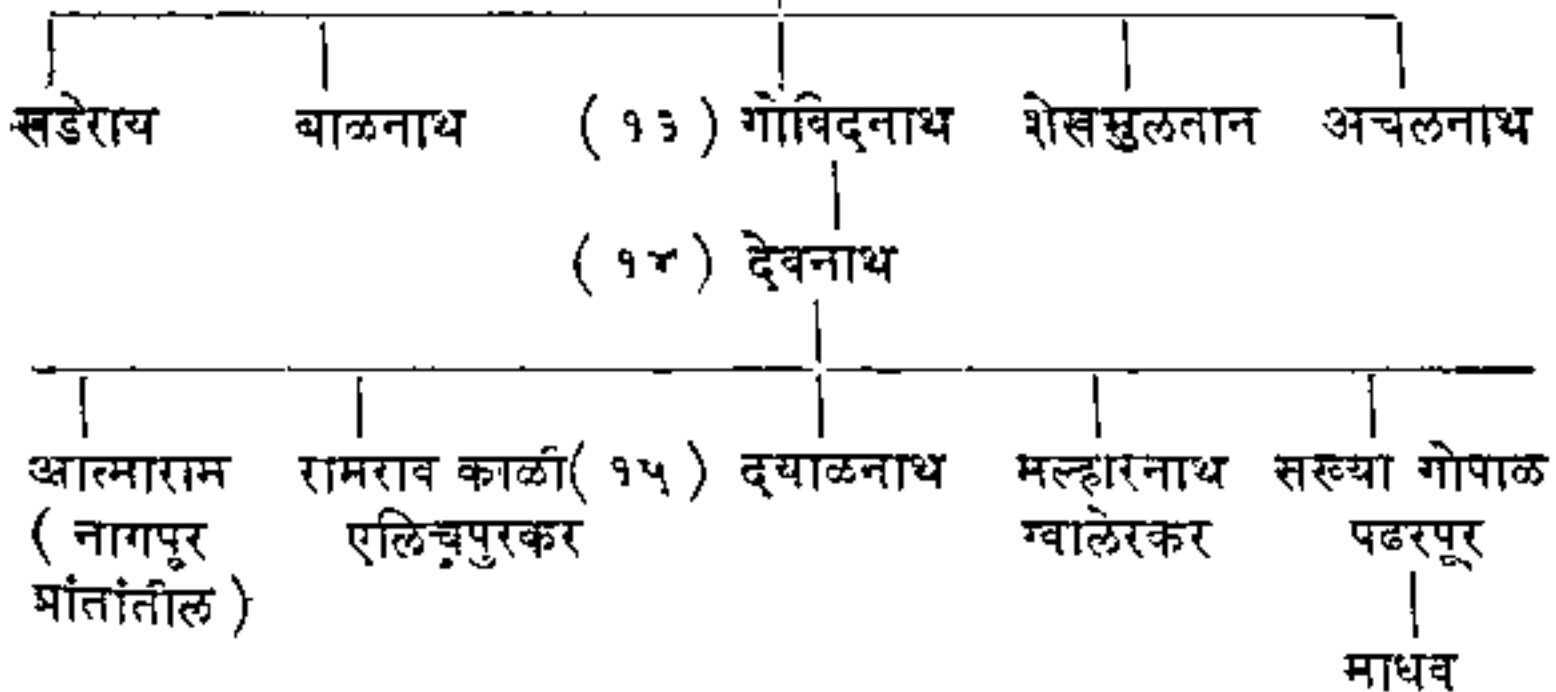 खडेराय बाळनाथ ( १३ ) गोविदनाथ शेखसुलतान अचलनाथ
( १४ ) देवनाथ
आत्माराम रामराव काळी ( १५ ) दयाळनाथ मल्हारनाथ सख्या गोपाळ
( नागपूर एलिचपुरकर ग्वालेरकर पढरपूर
प्रांतांतील )
माधव